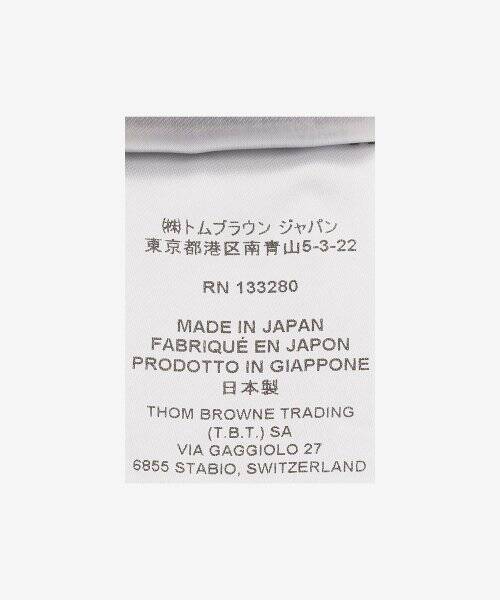 ㈱トムブラウン ジャパン
東京都港区南青山5-3-22
RN 133280
MADE IN JAPAN
FABRIQUÉ EN JAPON
PRODOTTO IN GIAPPONE
日本製
THOM BROWNE TRADING
(T.B.T.) SA
VIA GAGGIOLO 27
6855 STABIO, SWITZERLAND